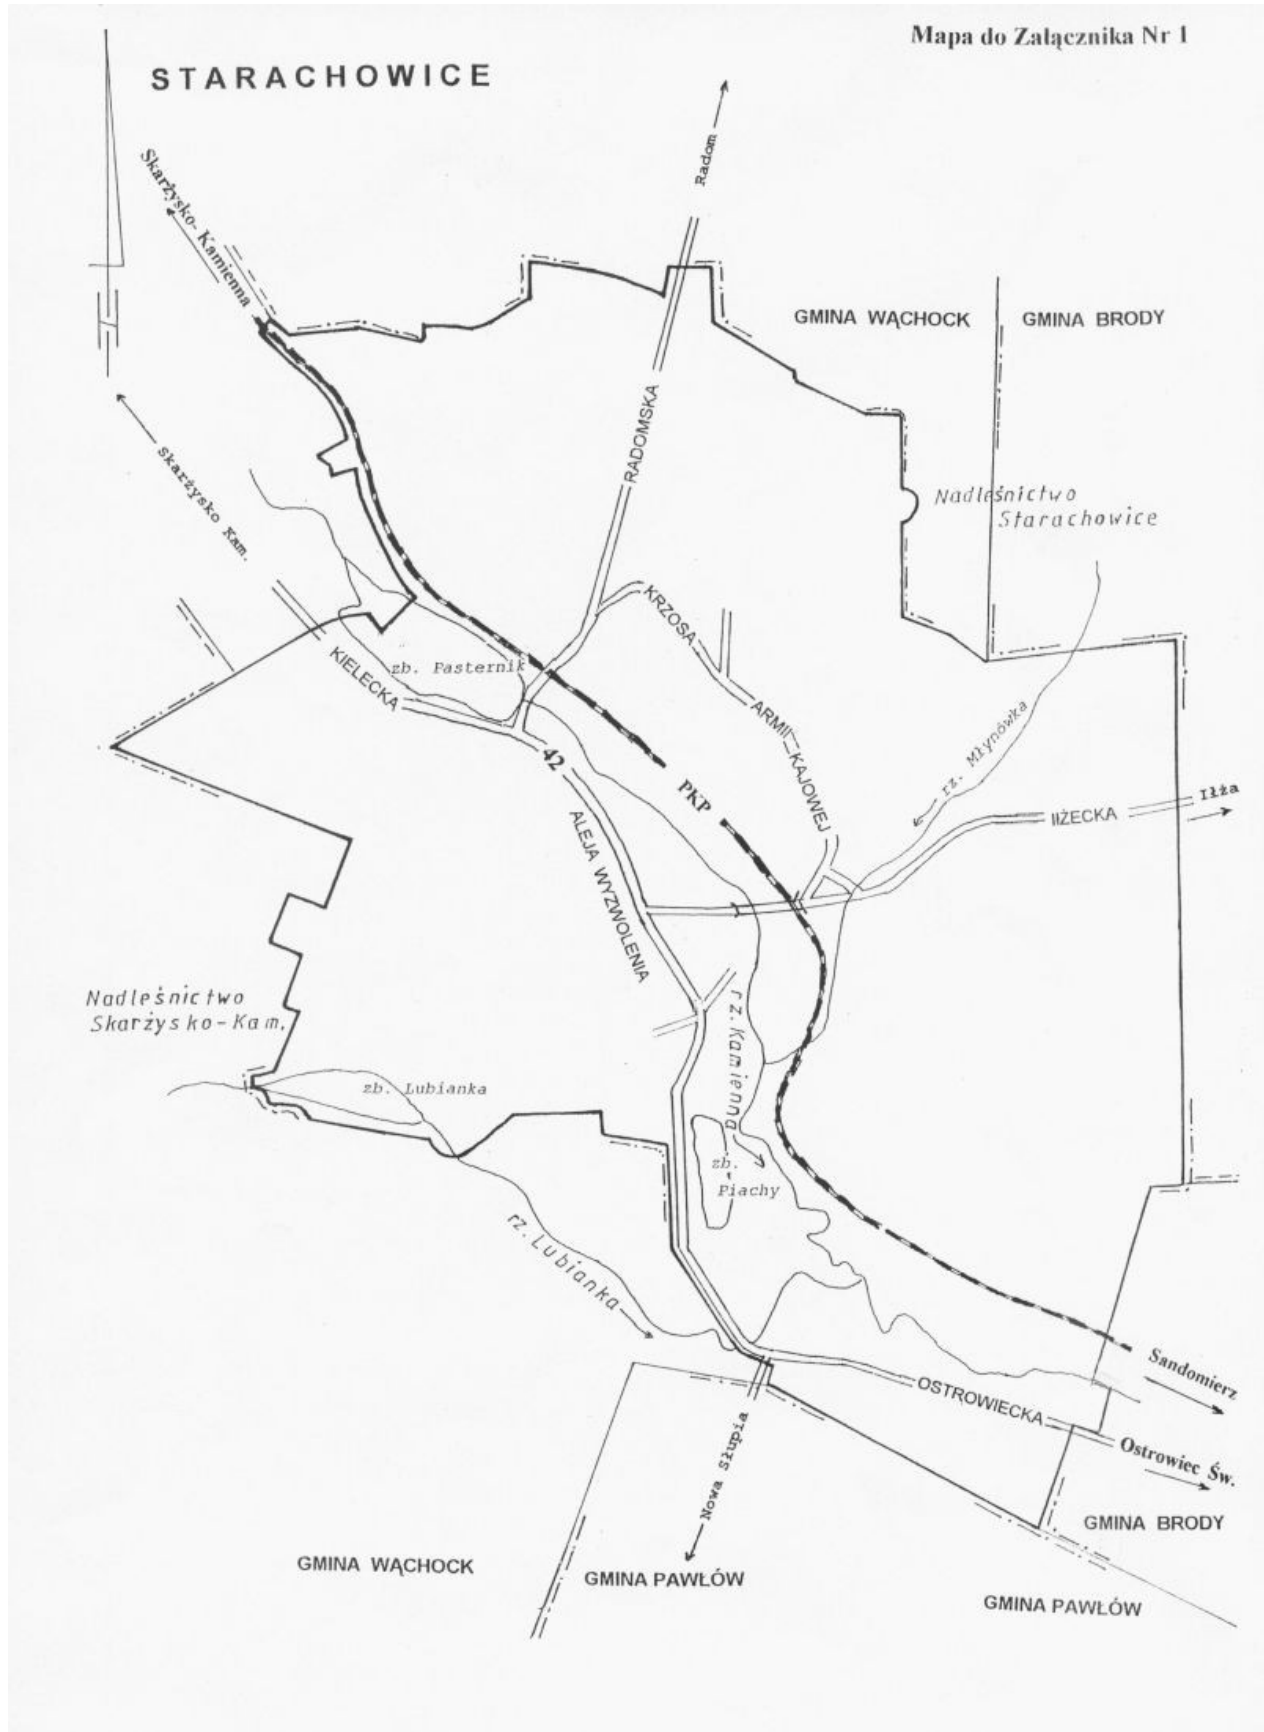 Mapa do Załącznika Nr 1
STARACHOWICE
Radom
Skarżysko-Kamienna
GMINA WĄCHOCK
GMINA BRODY
RADOMSKA
Skarżysko Kam.
Nadleśnictwo
Starachowice
KRZOSA
KIELECKA
zb. Pasternik
ARMII
KAJOWEJ
42
rz. Młynówka
PKP
Iłża
IIŻECKA
ALEJA WYZWOLENIA
Nadleśnictwo
Skarżysko-Kam.
rz. Kamienna
zb. Lubianka
zb.
Piachy
rz. Lubianka
Sandomierz
OSTROWIECKA
Nowa Słupia
Ostrowiec Św.
GMINA BRODY
GMINA WĄCHOCK
GMINA PAWŁÓW
GMINA PAWŁÓW